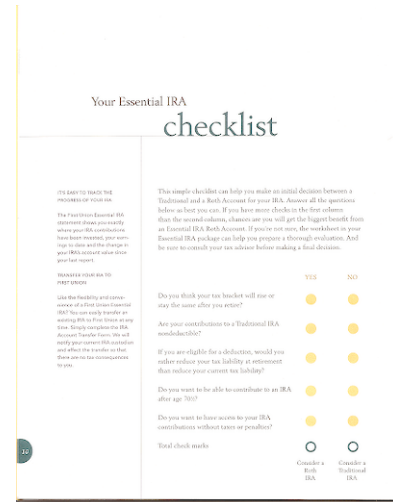 Your Essential IRA
checklist
IT'S EASY TO TRACK THE
PROGRESS OF YOUR IRA
The First Union Essential IRA
statement shows you exactly
where your IRA contributions
have been invested, your earn-
ings to date and the change in
your IRA's account value since
your last report.
TRANSFER YOUR IRA TO
FIRST UNION
Like the flexibility and conve-
nience of a First Union Essential
IRA? You can easily transfer an
existing IRA to First Union at any
time. Simply complete the IRA
Account Transfer Form. We will
notify your current IRA custodian
and effect the transfer so that
there are no tax consequences
to you.
This simple checklist can help you make an initial decision between a
Traditional and a Roth Account for your IRA. Answer all the questions
below as best you can. If you have more checks in the first column
than the second column, chances are you will get the biggest benefit from
an Essential IRA Roth Account. If you're not sure, the worksheet in your
Essential IRA package can help you prepare a thorough evaluation. And
be sure to consult your tax advisor before making a final decision.
YES NO
Do you think your tax bracket will rise or
stay the same after you retire?
Are your contributions to a Traditional IRA
nondeductible?
If you are eligible for a deduction, would you
rather reduce your tax liability at retirement
than reduce your current tax liability?
Do you want to be able to contribute to an IRA
after age 70½?
Do you want to have access to your IRA
contributions without taxes or penalties?
Total check marks
Consider a Consider a
Roth Traditional
IRA IRA